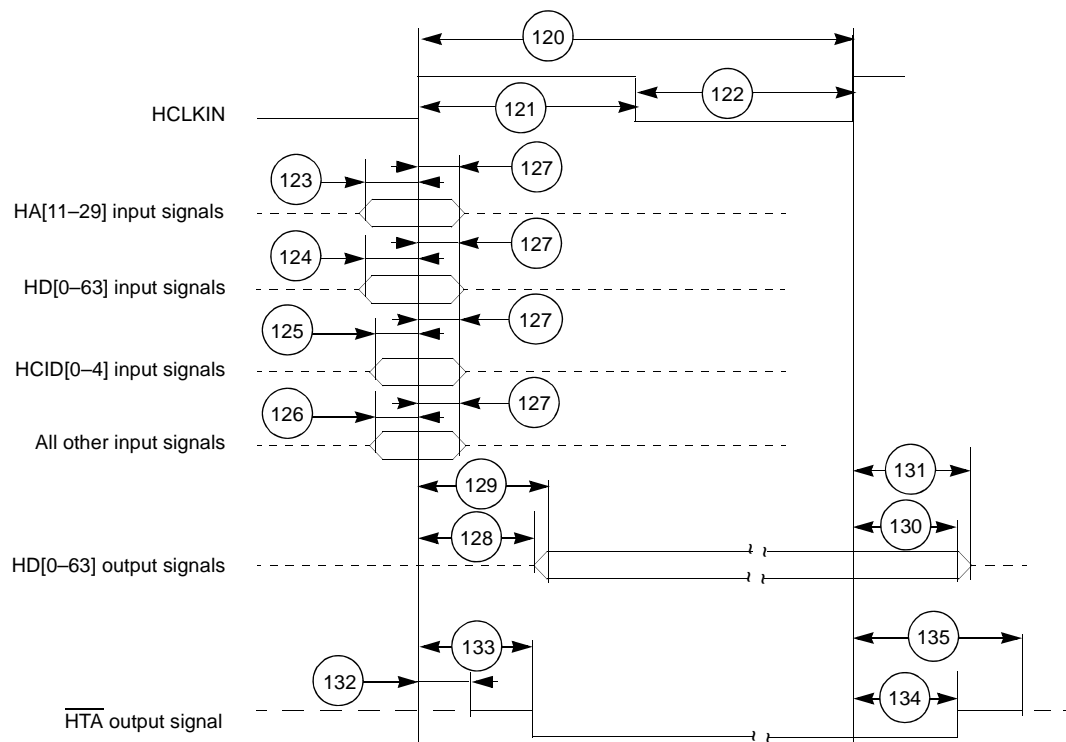 120
122
121
HCLKIN
127
123
HA[11–29] input signals
127
124
HD[0–63] input signals
127
125
HCID[0–4] input signals
127
126
All other input signals
131
129
130
128
HD[0–63] output signals
135
133
132
134
HTA output signal